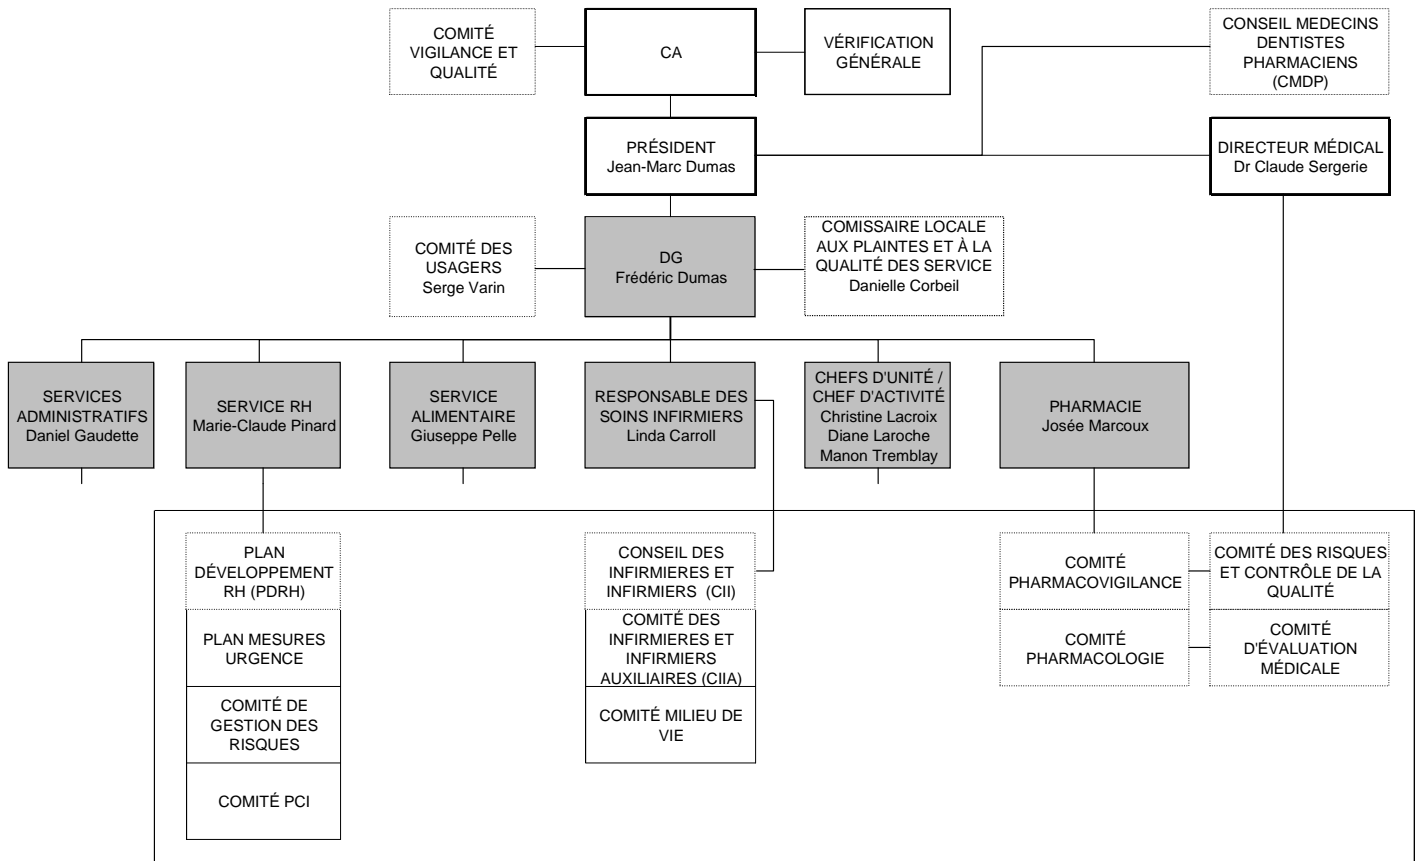 COMITÉ
VIGILANCE ET
QUALITÉ
CA
VÉRIFICATION
GÉNÉRALE
CONSEIL MEDECINS
DENTISTES
PHARMACIENS
(CMDP)
PRÉSIDENT
Jean-Marc Dumas
DIRECTEUR MÉDICAL
Dr Claude Sergerie
COMITÉ DES
USAGERS
Serge Varin
DG
Frédéric Dumas
COMISSAIRE LOCALE
AUX PLAINTES ET À LA
QUALITÉ DES SERVICE
Danielle Corbeil
SERVICES
ADMINISTRATIFS
Daniel Gaudette
SERVICE RH
Marie-Claude Pinard
SERVICE
ALIMENTAIRE
Giuseppe Pelle
RESPONSABLE DES
SOINS INFIRMIERS
Linda Carroll
CHEFS D'UNITÉ /
CHEF D'ACTIVITÉ
Christine Lacroix
Diane Laroche
Manon Tremblay
PHARMACIE
Josée Marcoux
PLAN
DÉVELOPPEMENT
RH (PDRH)
PLAN MESURES
URGENCE
COMITÉ DE
GESTION DES
RISQUES
COMITÉ PCI
CONSEIL DES
INFIRMIERES ET
INFIRMIERS (CII)
COMITÉ DES
INFIRMIERES ET
INFIRMIERS
AUXILIAIRES (CIIA)
COMITÉ MILIEU DE
VIE
COMITÉ
PHARMACOVIGILANCE
COMITÉ
PHARMACOLOGIE
COMITÉ DES RISQUES
ET CONTRÔLE DE LA
QUALITÉ
COMITÉ
D'ÉVALUATION
MÉDICALE